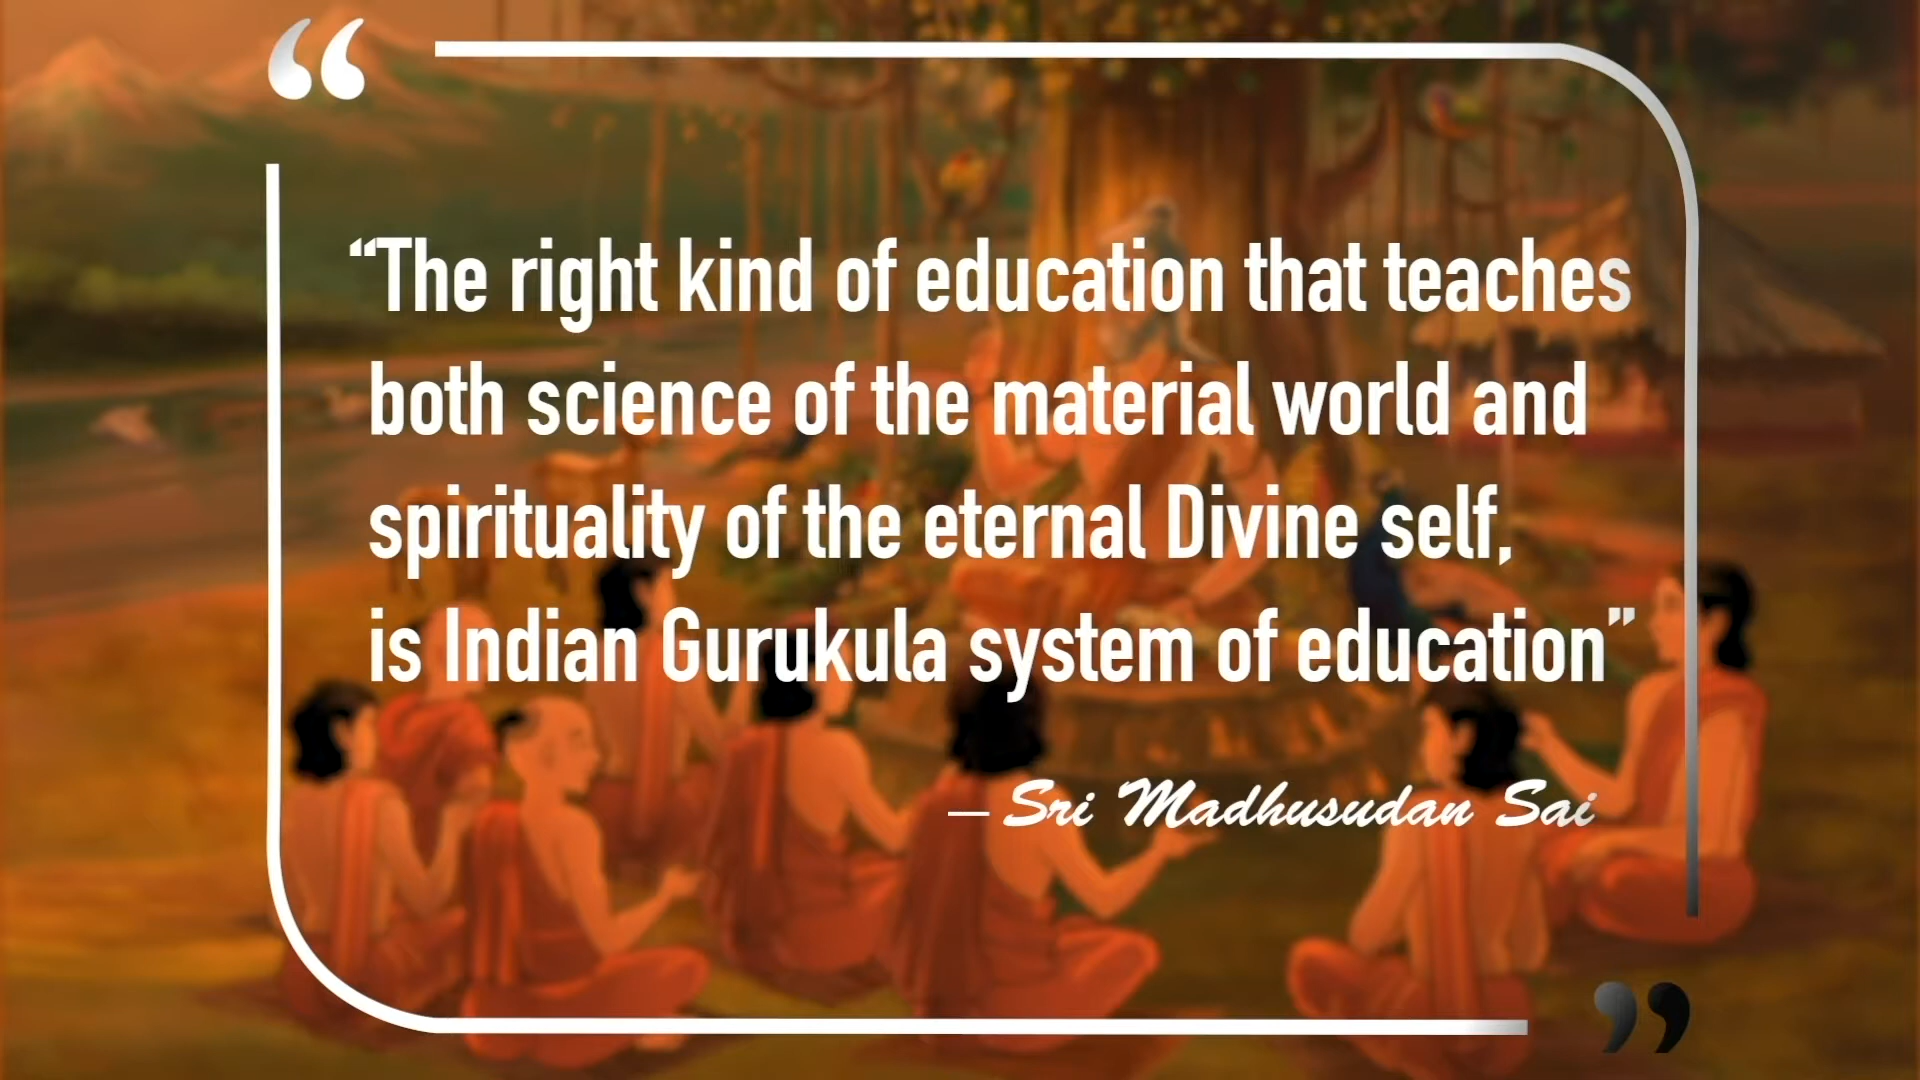 “The right kind of education that teaches
both science of the material world and
spirituality of the eternal Divine self,
is Indian Gurukula system of education”
— Sri Madhusudan Sai